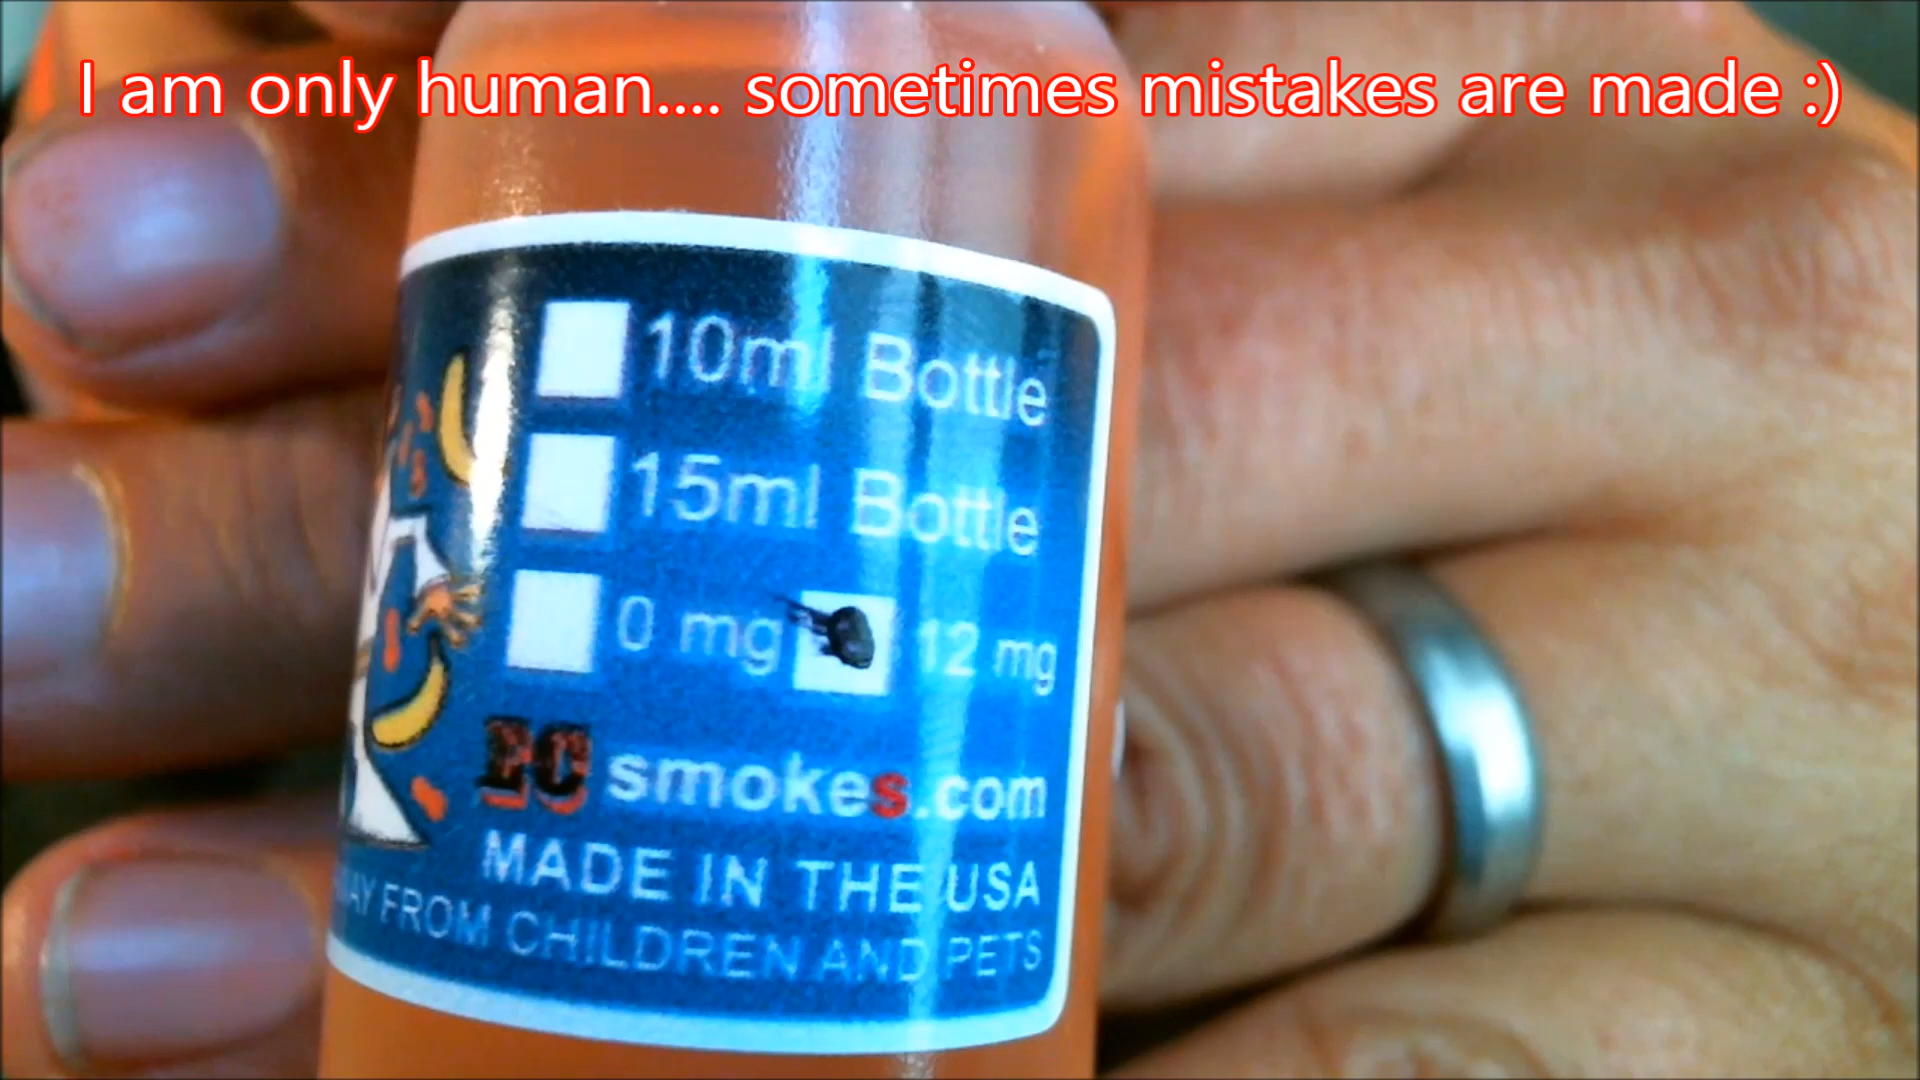 I am only human.... sometimes mistakes are made :)
10ml Bottle
15ml Bottle
0 mg 12 mg
EC smokes.com
MADE IN THE USA
FROM CHILDREN AND PETS